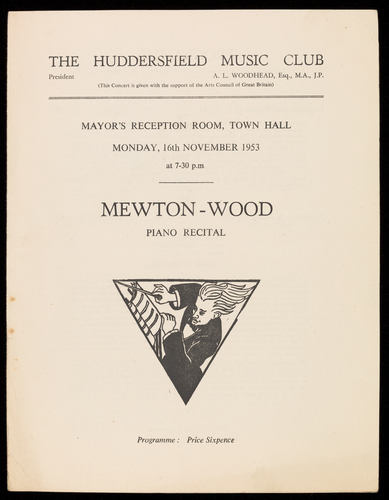 THE HUDDERSFIELD MUSIC CLUB
President A. L. WOODHEAD, Esq., M.A., J.P.
(This Concert is given with the support of the Arts Council of Great Britain)
MAYOR'S RECEPTION ROOM, TOWN HALL
MONDAY, 16th NOVEMBER 1953
at 7-30 p.m
MEWTON-WOOD
PIANO RECITAL
Programme : Price Sixpence